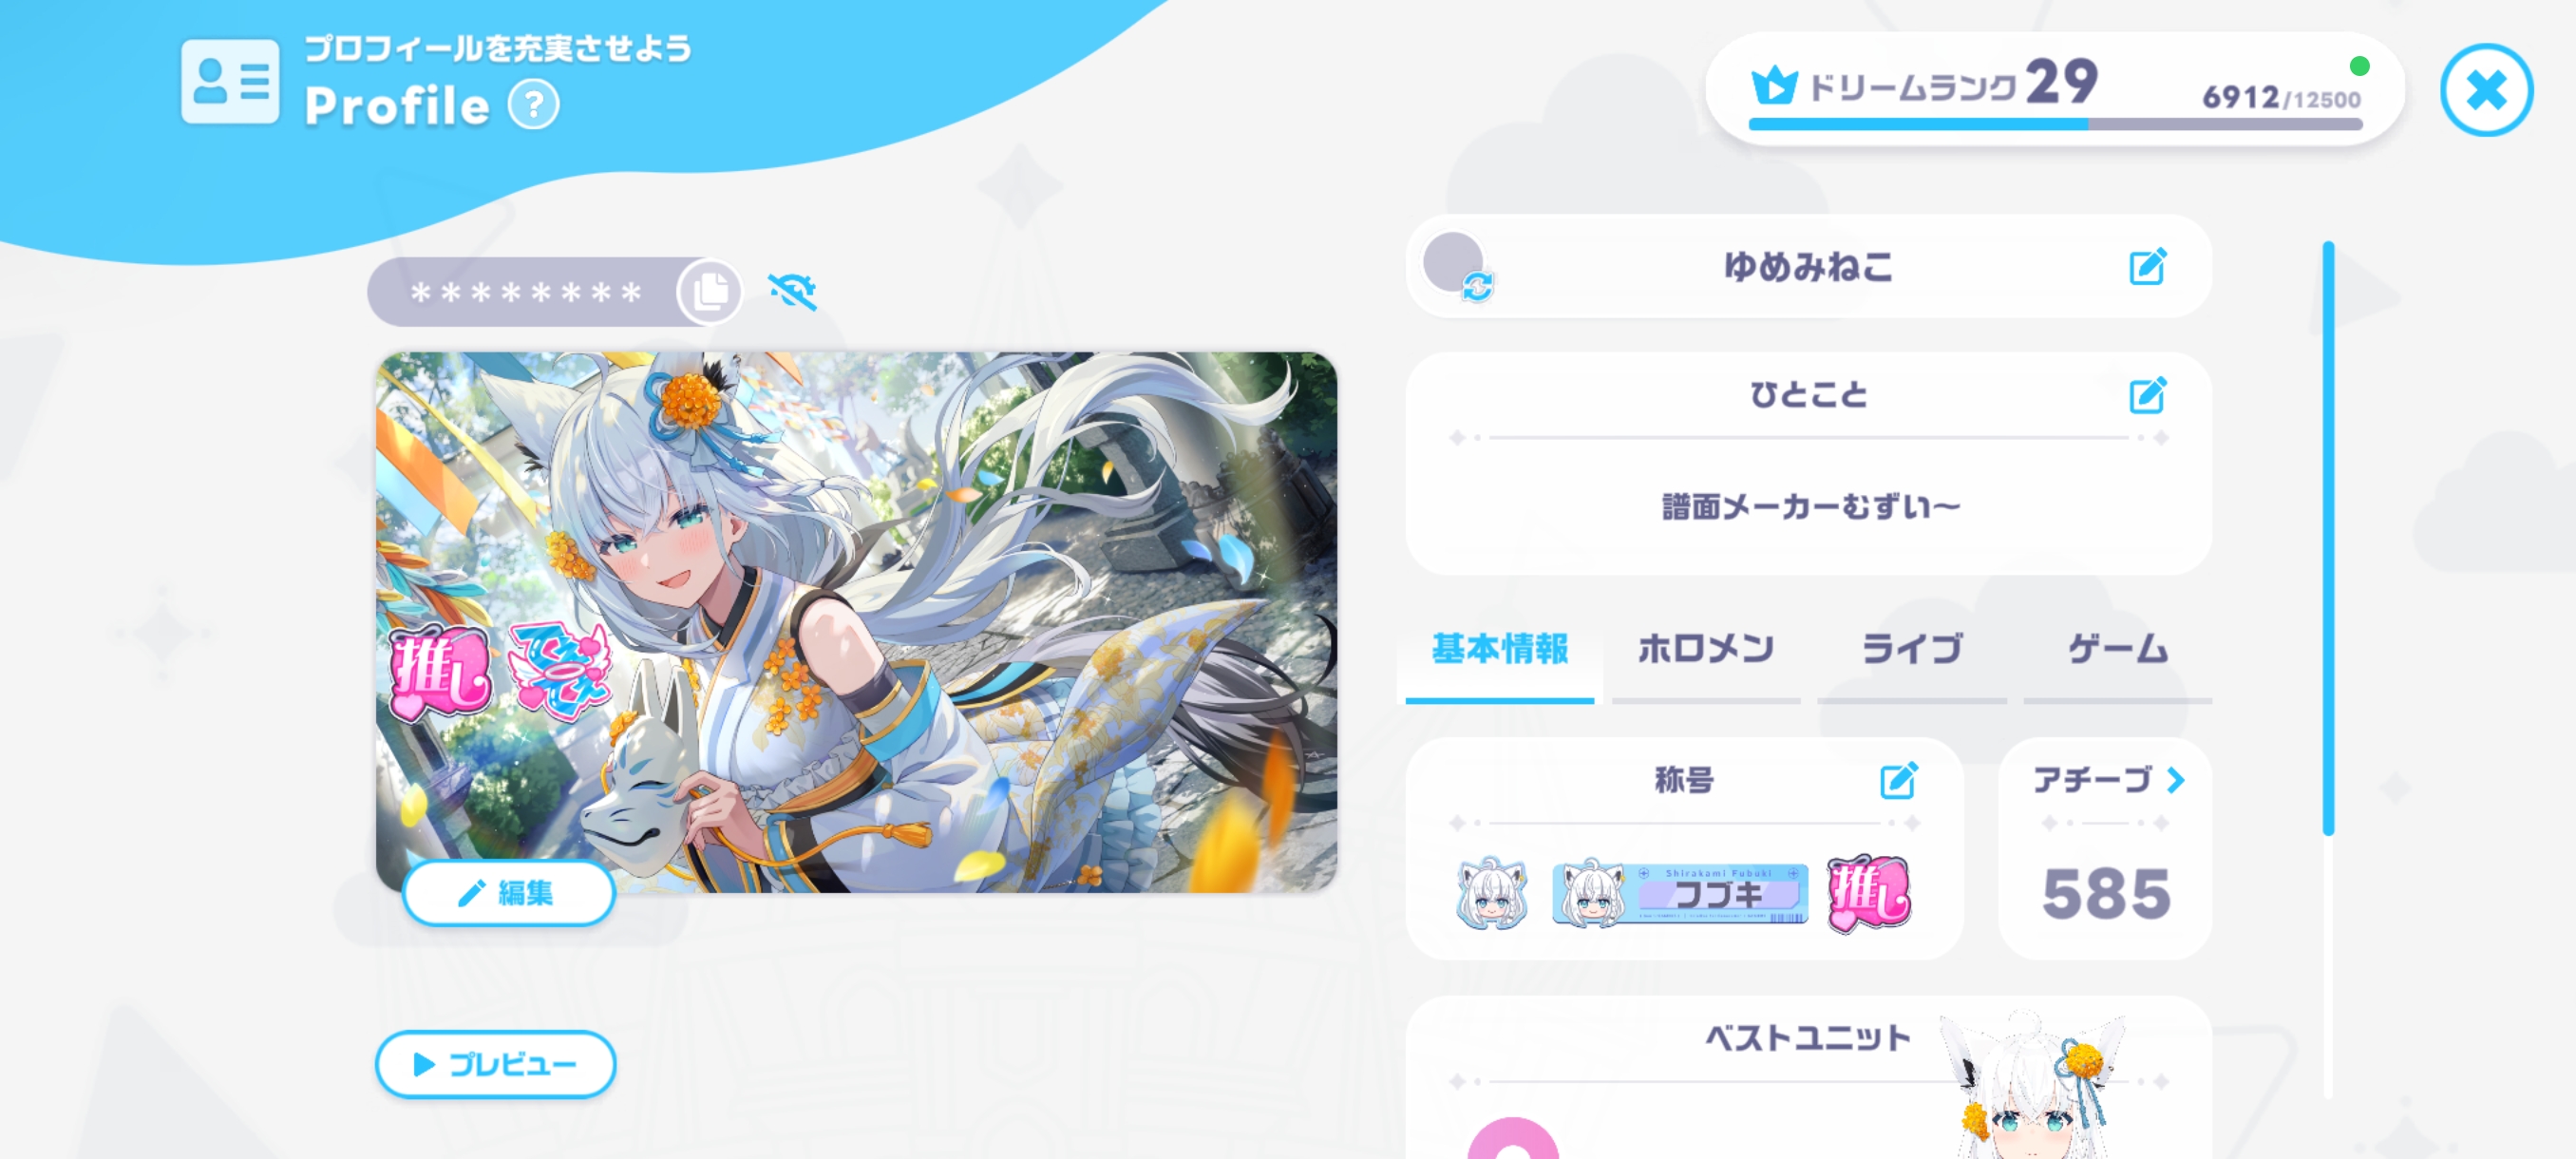 プロフィールを充実させよう
Profile ?
ドリームランク 29
6912/12500
********
ゆめみねこ
ひとこと
譜面メーカーむずい〜
推し てぇてぇ
基本情報 ホロメン ライブ ゲーム
称号
アチーブ
Shirakami Fubuki
フブキ
推し
585
編集
ベストユニット
プレビュー